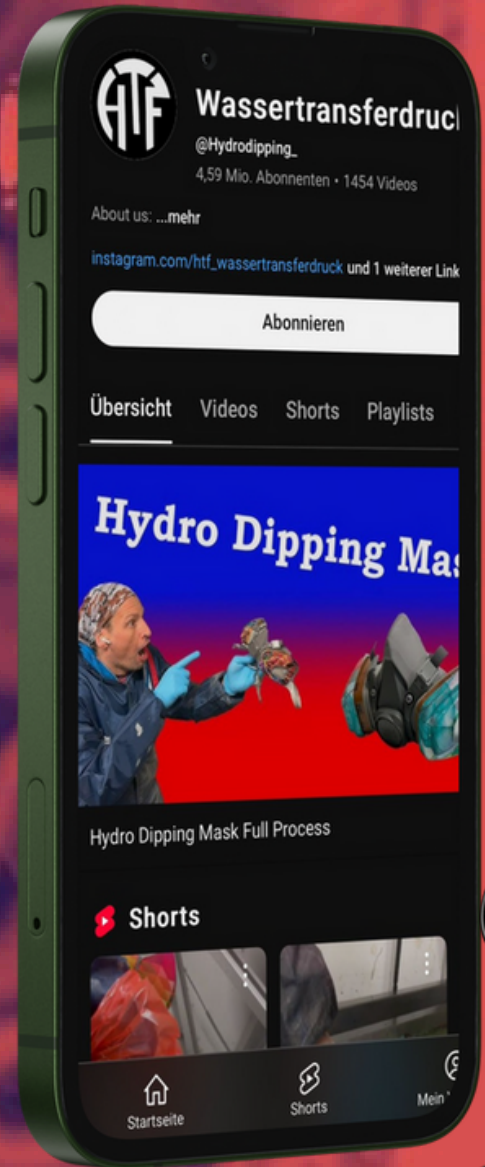 HTF
Wassertransferdruc
@Hydrodipping_
4,59 Mio. Abonnenten • 1454 Videos
About us: ...mehr
instagram.com/htf_wassertransferdruck und 1 weiterer Link
Abonnieren
Übersicht Videos Shorts Playlists
Hydro Dipping Mas
Hydro Dipping Mask Full Process
Shorts
Startseite Shorts Mein